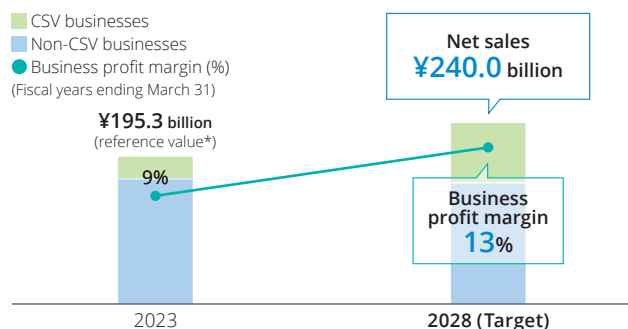 CSV businesses
Non-CSV businesses
Business profit margin (%)
(Fiscal years ending March 31)
Net sales
¥240.0 billion
¥195.3 billion
(reference value*)
9%
Business
profit margin
13%
2023
2028 (Target)